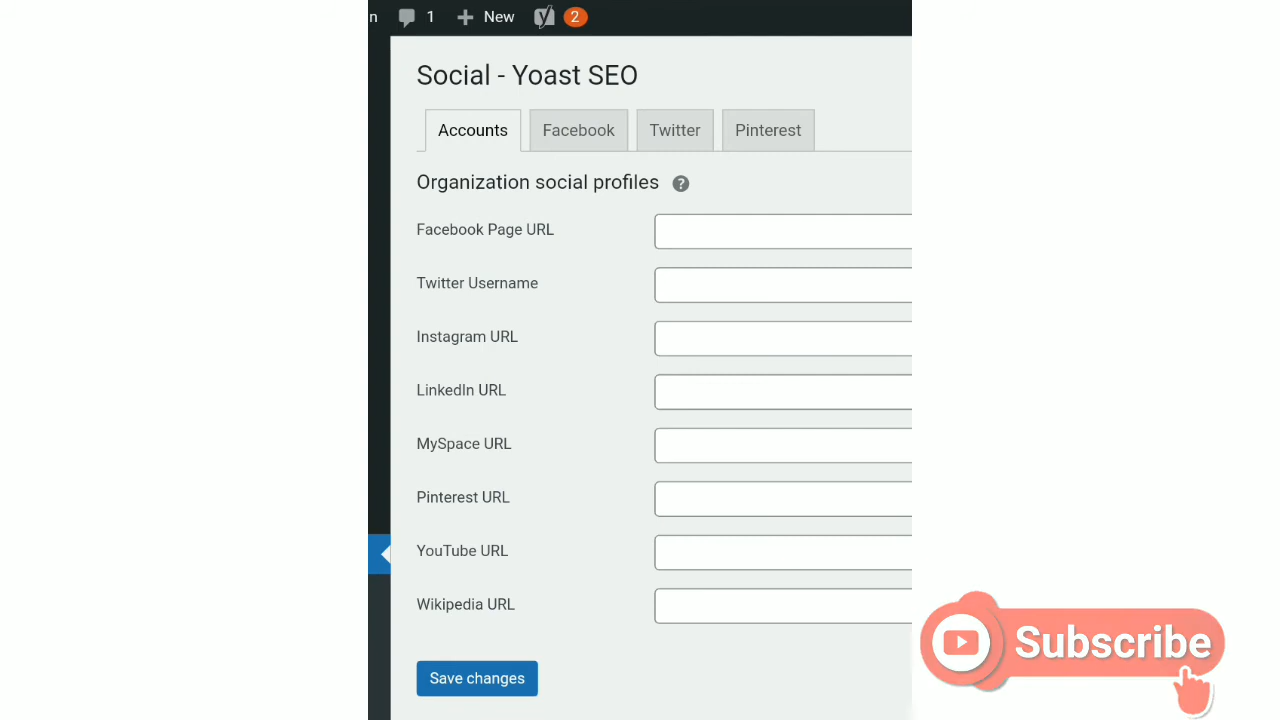 n 1 New 2
Social - Yoast SEO
Accounts Facebook Twitter Pinterest
Organization social profiles ?
Facebook Page URL
Twitter Username
Instagram URL
LinkedIn URL
MySpace URL
Pinterest URL
YouTube URL
Wikipedia URL
Save changes
Subscribe